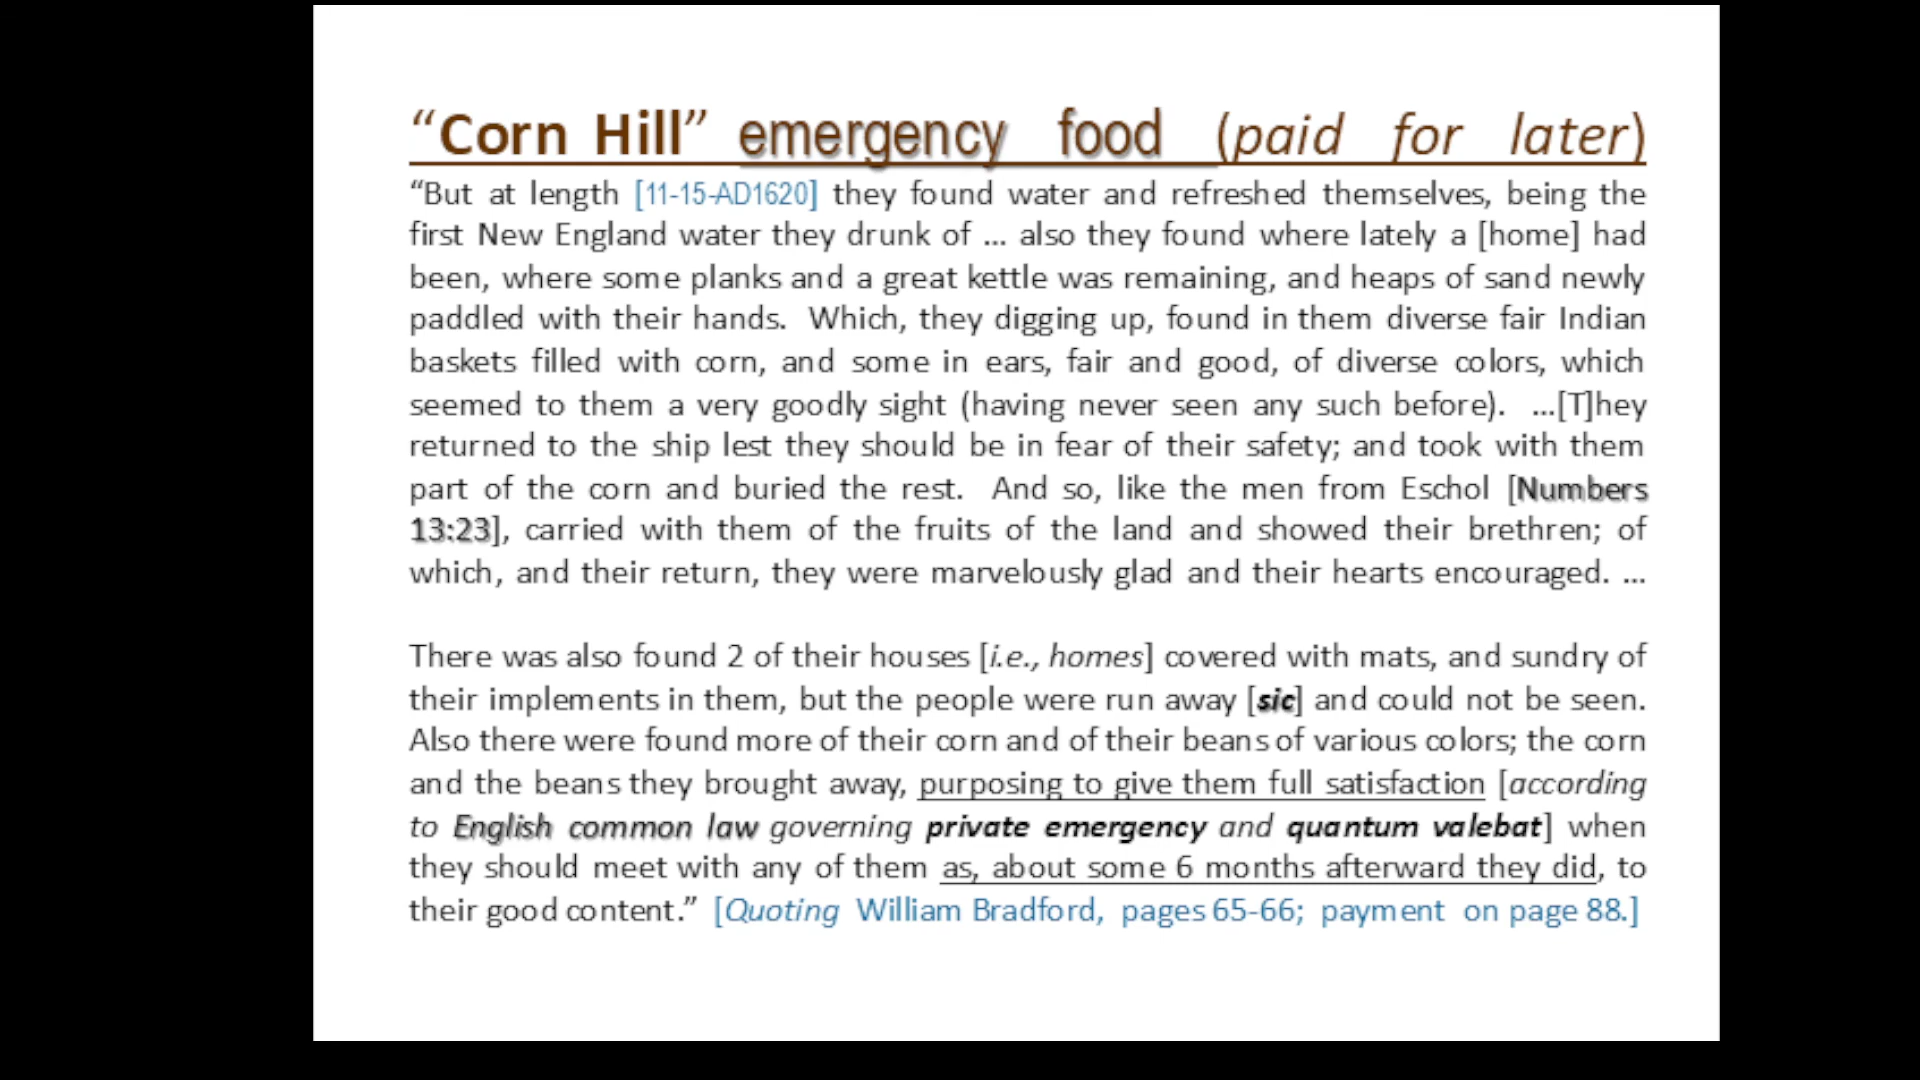 “Corn Hill” emergency food (paid for later)
“But at length [11-15-AD1620] they found water and refreshed themselves, being the
first New England water they drunk of ... also they found where lately a [home] had
been, where some planks and a great kettle was remaining, and heaps of sand newly
paddled with their hands. Which, they digging up, found in them diverse fair Indian
baskets filled with corn, and some in ears, fair and good, of diverse colors, which
seemed to them a very goodly sight (having never seen any such before). ...[T]hey
returned to the ship lest they should be in fear of their safety; and took with them
part of the corn and buried the rest. And so, like the men from Eschol [Numbers
13:23], carried with them of the fruits of the land and showed their brethren; of
which, and their return, they were marvelously glad and their hearts encouraged. ...
There was also found 2 of their houses [i.e., homes] covered with mats, and sundry of
their implements in them, but the people were run away [sic] and could not be seen.
Also there were found more of their corn and of their beans of various colors; the corn
and the beans they brought away, purposing to give them full satisfaction [according
to English common law governing private emergency and quantum valebat] when
they should meet with any of them as, about some 6 months afterward they did, to
their good content.” [Quoting William Bradford, pages 65-66; payment on page 88.]